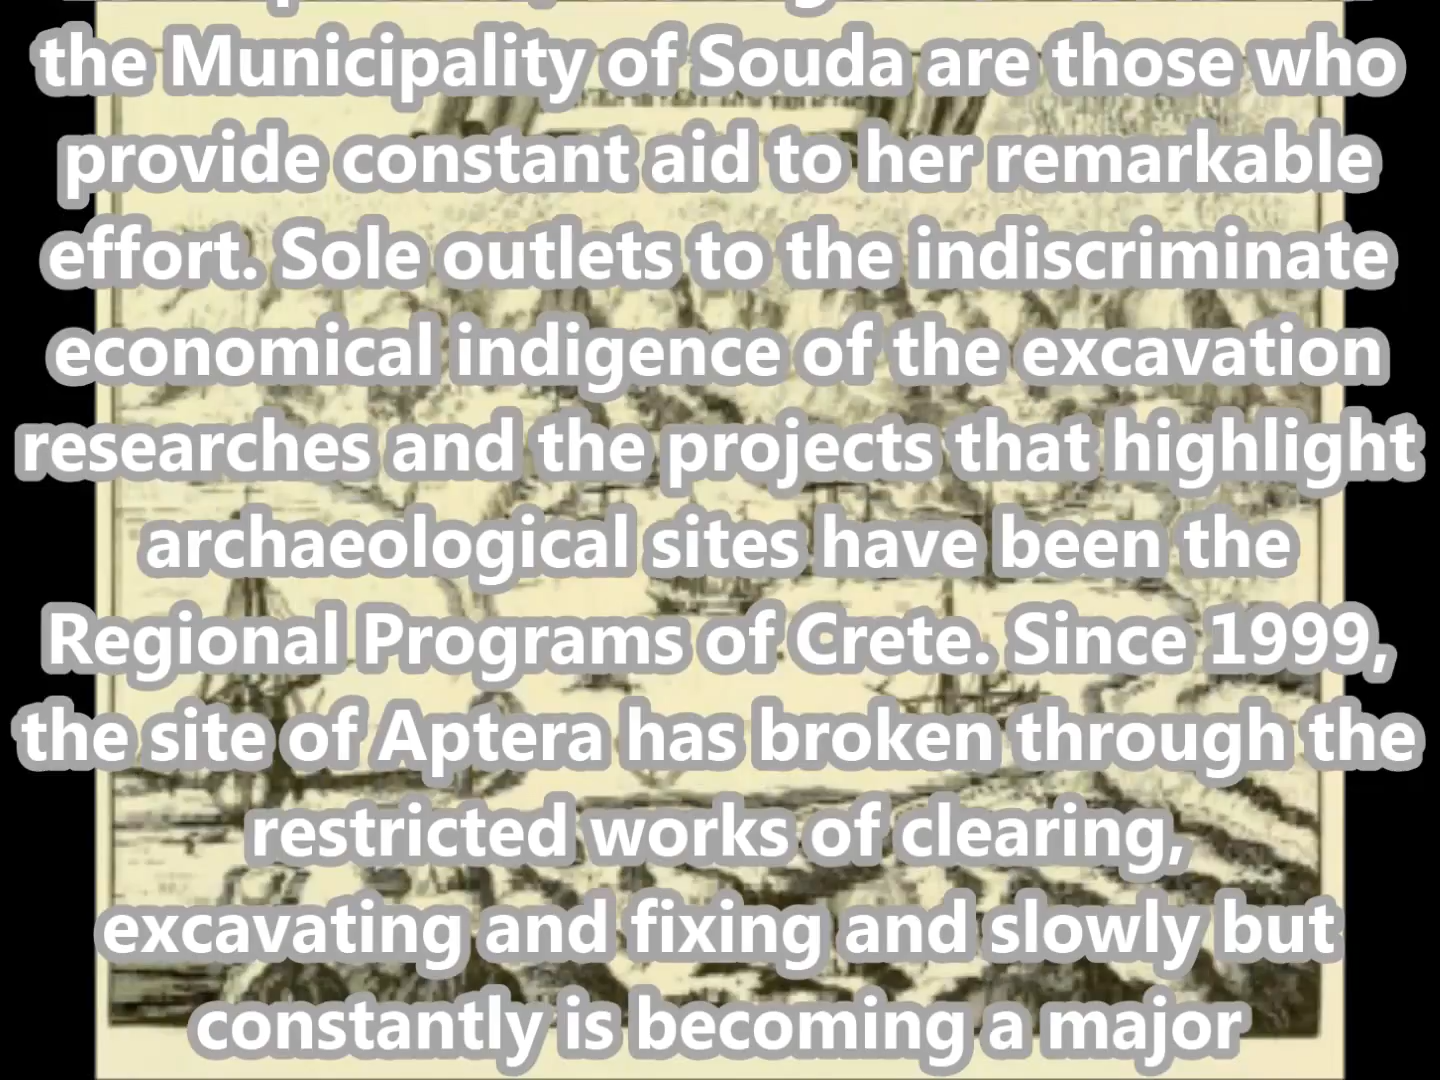 the Municipality of Souda are those who
provide constant aid to her remarkable
effort. Sole outlets to the indiscriminate
economical indigence of the excavation
researches and the projects that highlight
archaeological sites have been the
Regional Programs of Crete. Since 1999,
the site of Aptera has broken through the
restricted works of clearing,
excavating and fixing and slowly but
constantly is becoming a major